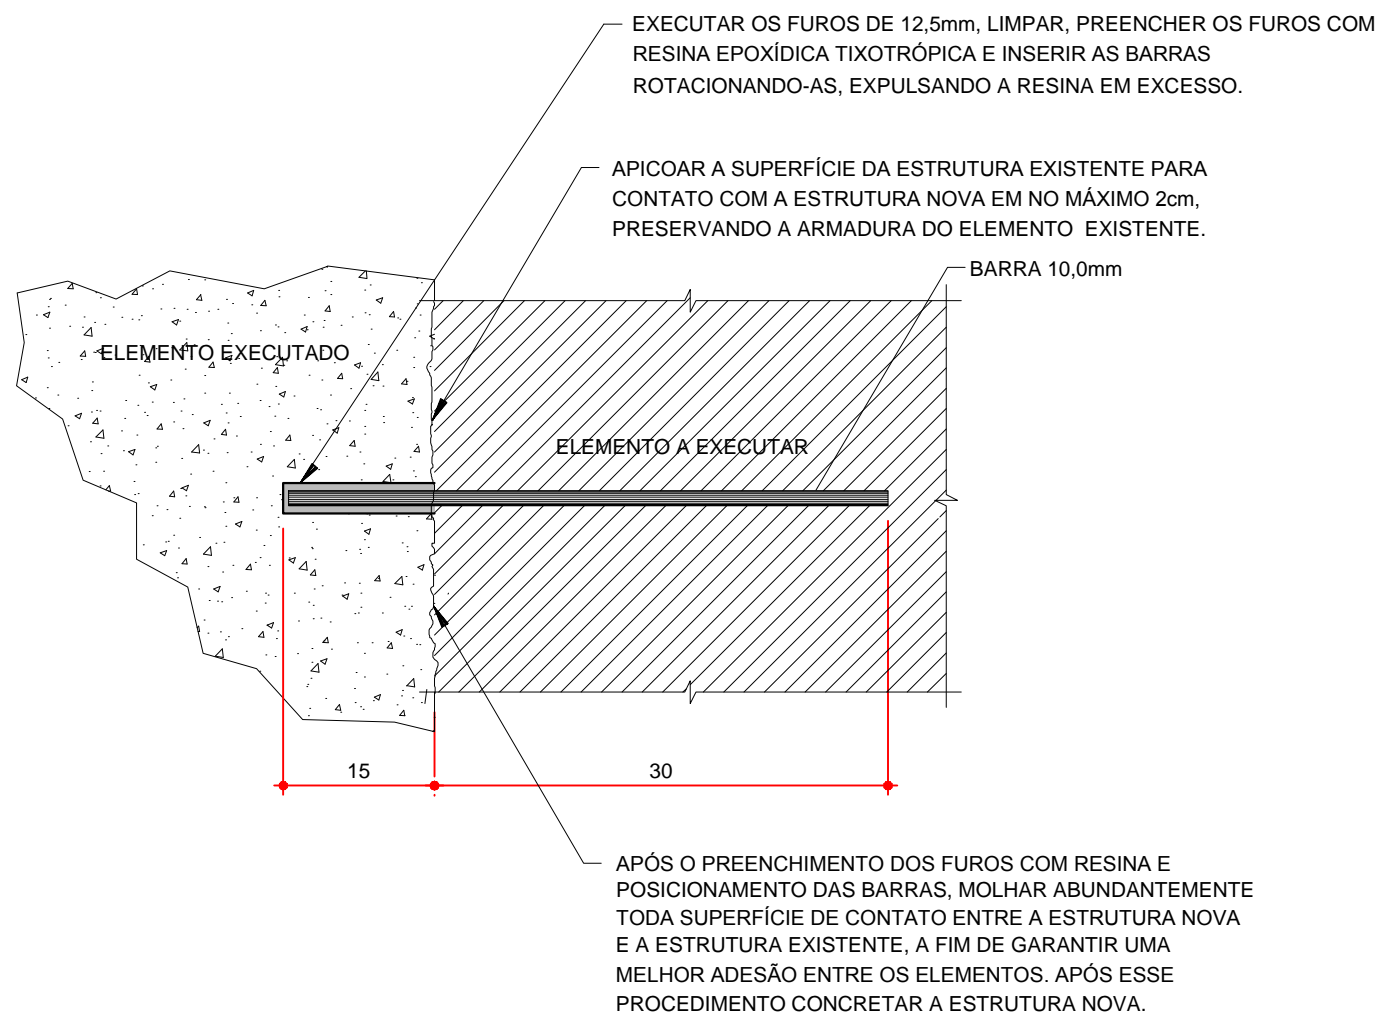 EXECUTAR OS FUROS DE 12,5mm, LIMPAR, PREENCHER OS FUROS COM
RESINA EPOXÍDICA TIXOTRÓPICA E INSERIR AS BARRAS
ROTACIONANDO-AS, EXPULSANDO A RESINA EM EXCESSO.
APICOAR A SUPERFÍCIE DA ESTRUTURA EXISTENTE PARA
CONTATO COM A ESTRUTURA NOVA EM NO MÁXIMO 2cm,
PRESERVANDO A ARMADURA DO ELEMENTO EXISTENTE.
BARRA 10,0mm
ELEMENTO EXECUTADO
ELEMENTO A EXECUTAR
15
30
APÓS O PREENCHIMENTO DOS FUROS COM RESINA E
POSICIONAMENTO DAS BARRAS, MOLHAR ABUNDANTEMENTE
TODA SUPERFÍCIE DE CONTATO ENTRE A ESTRUTURA NOVA
E A ESTRUTURA EXISTENTE, A FIM DE GARANTIR UMA
MELHOR ADESÃO ENTRE OS ELEMENTOS. APÓS ESSE
PROCEDIMENTO CONCRETAR A ESTRUTURA NOVA.